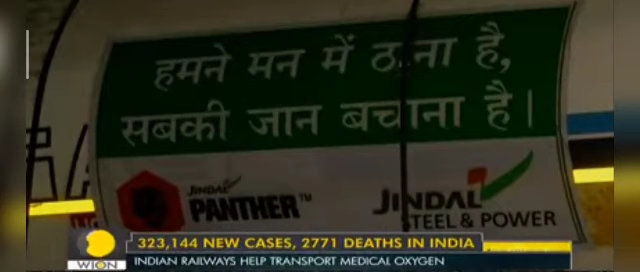 हमने मन में ठाना है,
सबकी जान बचाना है।
JINDAL
PANTHER™
JINDAL
STEEL & POWER
323,144 NEW CASES, 2771 DEATHS IN INDIA
WION
INDIAN RAILWAYS HELP TRANSPORT MEDICAL OXYGEN